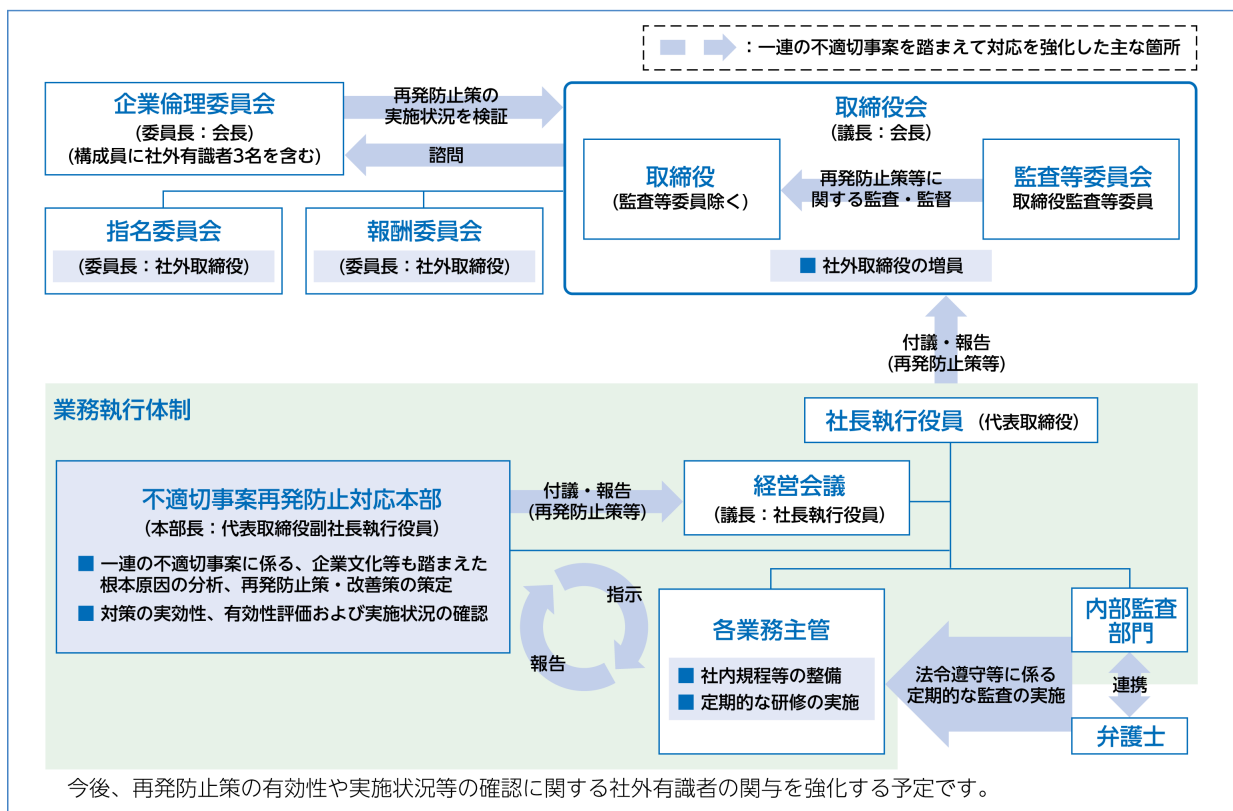 ：一連の不適切事案を踏まえて対応を強化した主な箇所
企業倫理委員会
(委員長：会長)
(構成員に社外有識者3名を含む)
再発防止策の
実施状況を検証
諮問
取締役会
(議長：会長)
取締役
(監査等委員除く)
再発防止策等に
関する監査・監督
監査等委員会
取締役監査等委員
■ 社外取締役の増員
指名委員会
(委員長：社外取締役)
報酬委員会
(委員長：社外取締役)
付議・報告
(再発防止策等)
業務執行体制
社長執行役員 (代表取締役)
不適切事案再発防止対応本部
(本部長：代表取締役副社長執行役員)
■ 一連の不適切事案に係る、企業文化等も踏まえた
根本原因の分析、再発防止策・改善策の策定
■ 対策の実効性、有効性評価および実施状況の確認
付議・報告
(再発防止策等)
経営会議
(議長：社長執行役員)
指示
報告
各業務主管
■ 社内規程等の整備
■ 定期的な研修の実施
法令遵守等に係る
定期的な監査の実施
内部監査
部門
連携
弁護士
今後、再発防止策の有効性や実施状況等の確認に関する社外有識者の関与を強化する予定です。